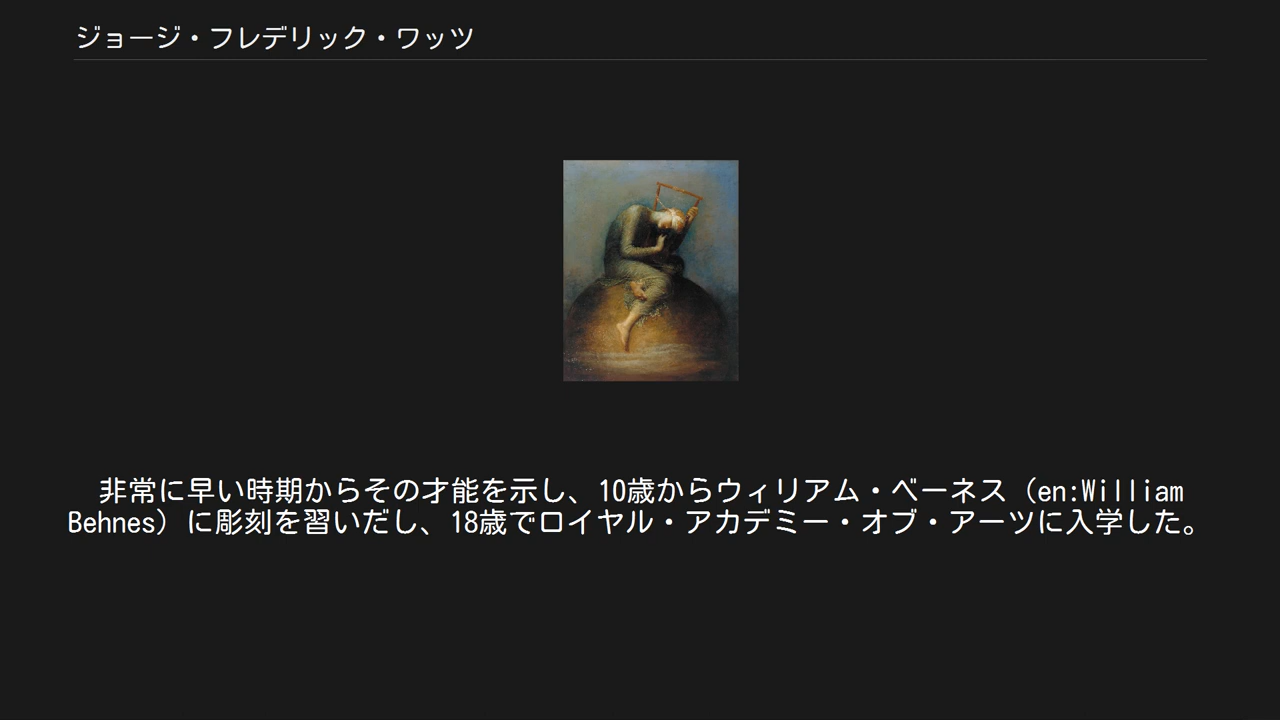 ジョージ・フレデリック・ワッツ
非常に早い時期からその才能を示し、10歳からウィリアム・ベーネス（en:William
Behnes）に彫刻を習いだし、18歳でロイヤル・アカデミー・オブ・アーツに入学した。